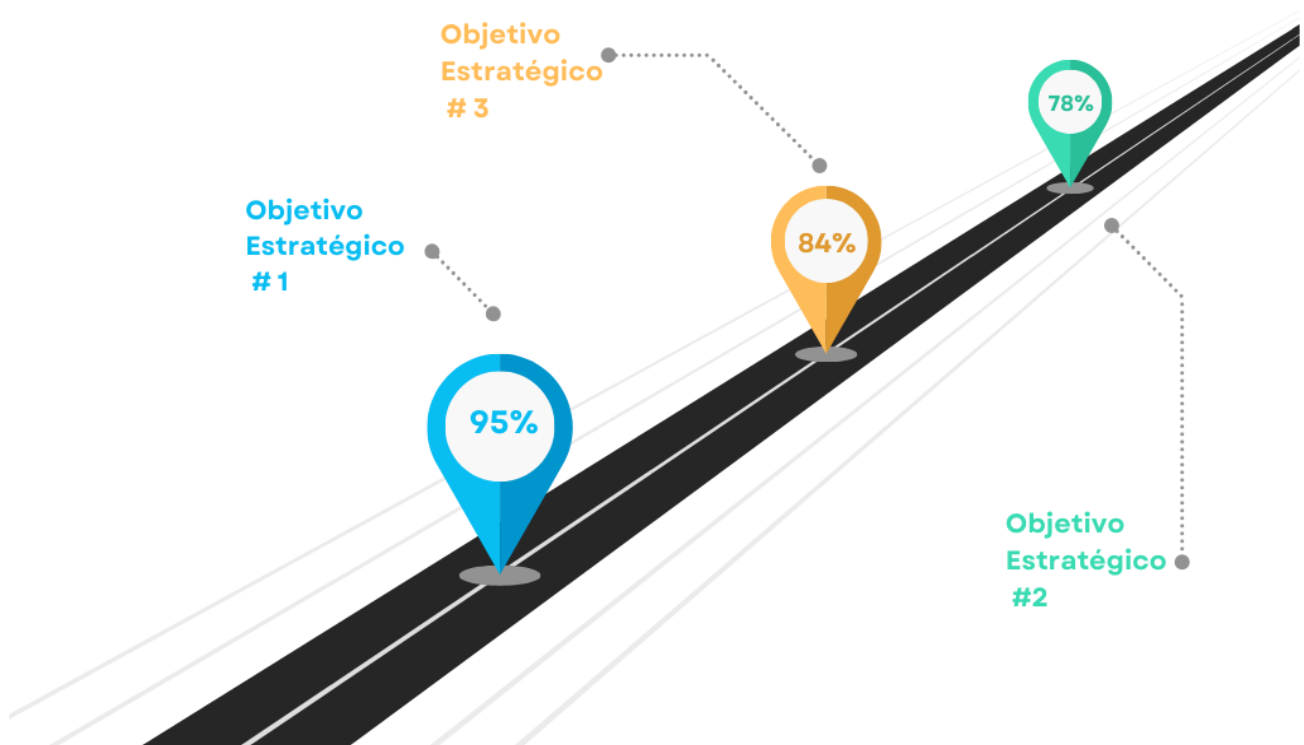 Objetivo
Estratégico
# 3
78%
Objetivo
Estratégico
# 1
84%
95%
Objetivo
Estratégico
#2